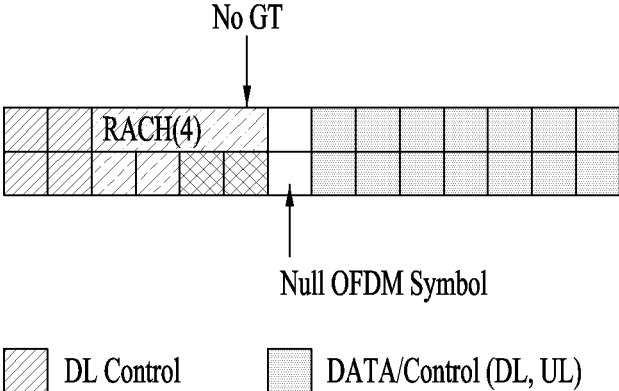 No GT
RACH(4)
Null OFDM Symbol
DL Control
DATA/Control (DL, UL)